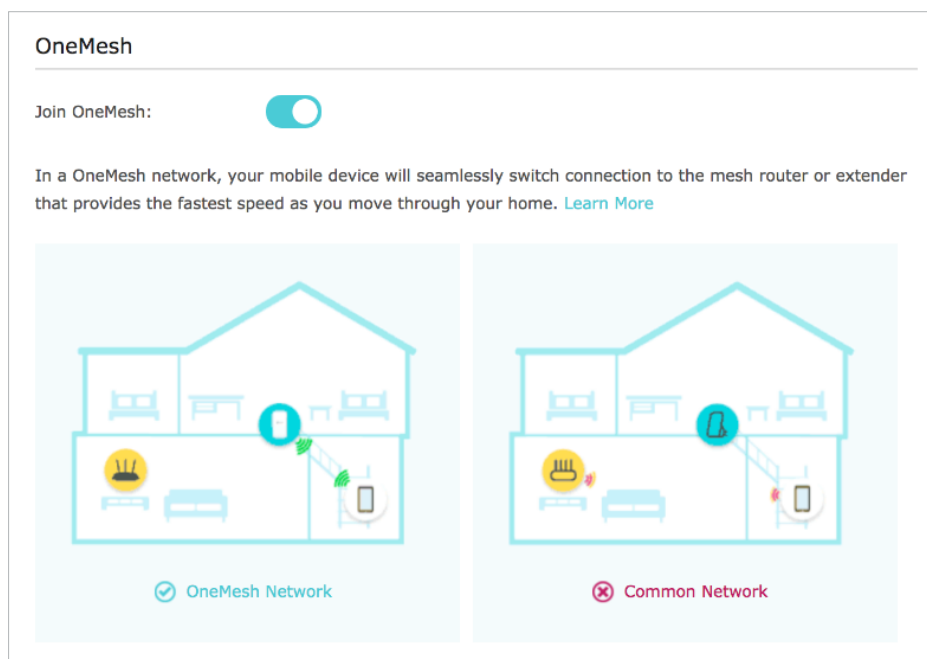 OneMesh
Join OneMesh:
In a OneMesh network, your mobile device will seamlessly switch connection to the mesh router or extender
that provides the fastest speed as you move through your home. Learn More
OneMesh Network
Common Network